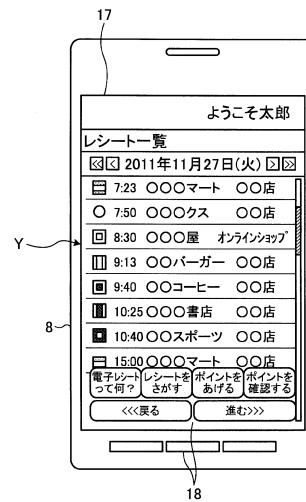 17
ようこそ太郎
レシート一覧
2011年11月27日(火)
7:23 ○○○マート ○○店
7:50 ○○○クス ○○店
8:30 ○○○屋 オンラインショップ
9:13 ○○バーガー ○○店
9:40 ○○コーヒー ○○店
10:25 ○○○書店 ○○店
10:40 ○○スポーツ ○○店
15:00 ○○○マート ○○店
電子レシートって何? レシートをさがす ポイントをあげる ポイントを確認する
<<<戻る 進む>>>
Y
8
18